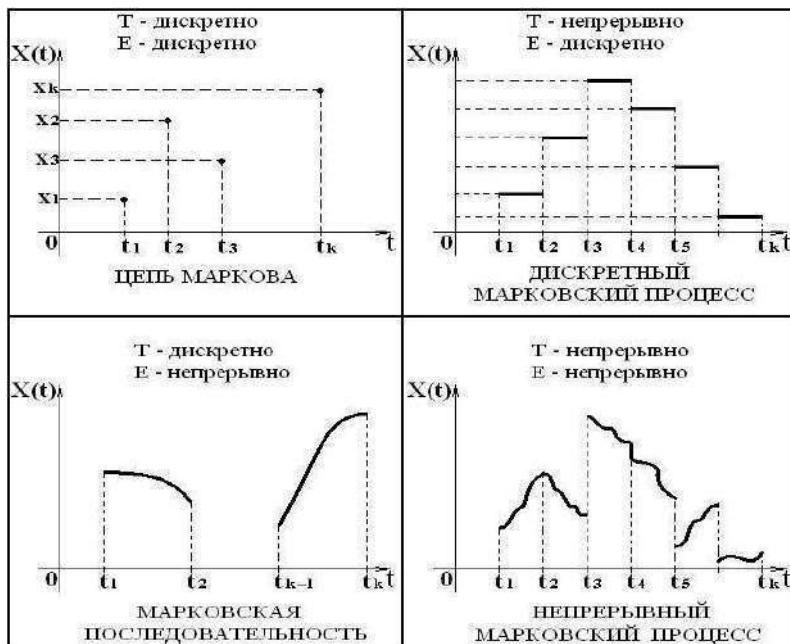 T - дискретно
E - дискретно
X(t)
xk
x2
x3
x1
0
t1 t2 t3 tk t
ЦЕПЬ МАРКОВА
T - непрерывно
E - дискретно
X(t)
0
t1 t2 t3 t4 t5 tk t
ДИСКРЕТНЫЙ
МАРКОВСКИЙ ПРОЦЕСС
T - дискретно
E - непрерывно
X(t)
0
t1 t2 tk-1 tk t
МАРКОВСКАЯ
ПОСЛЕДОВАТЕЛЬНОСТЬ
T - непрерывно
E - непрерывно
X(t)
0
t1 t2 t3 t4 t5 tk t
НЕПРЕРЫВНЫЙ
МАРКОВСКИЙ ПРОЦЕСС